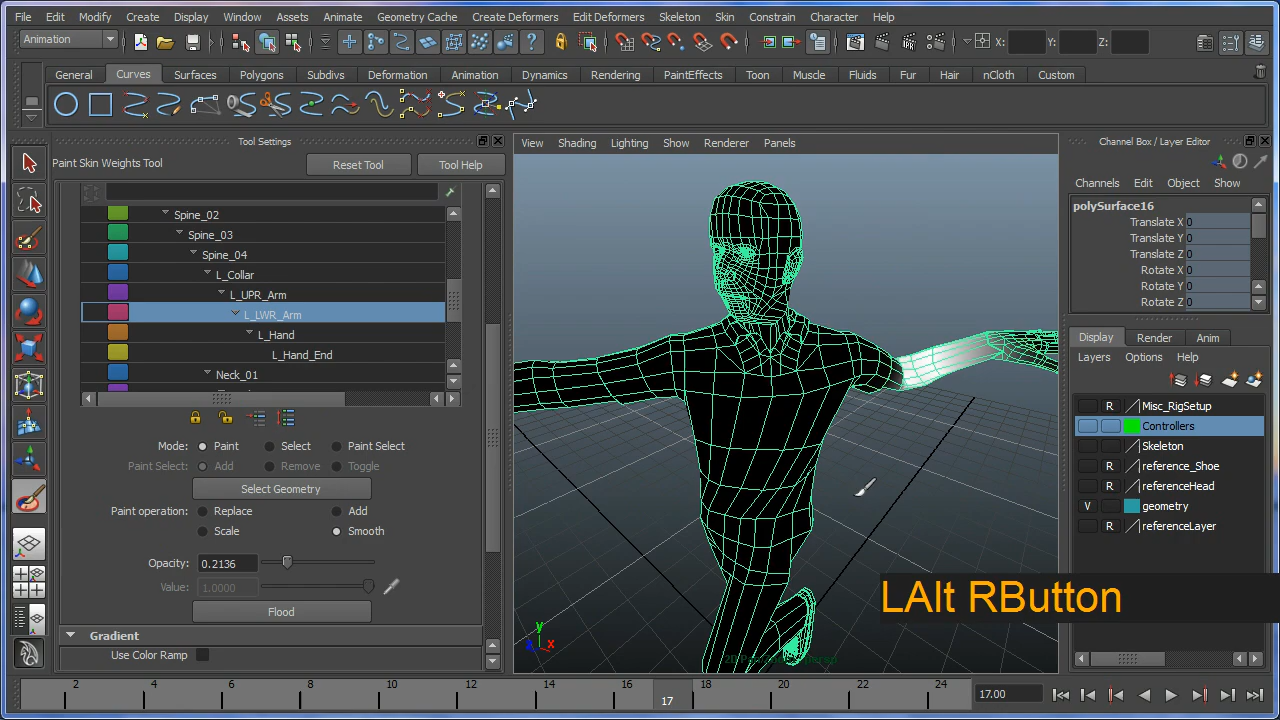 File Edit Modify Create Display Window Assets Animate Geometry Cache Create Deformers Edit Deformers Skeleton Skin Constrain Character Help
Animation X: Y: Z:
General Curves Surfaces Polygons Subdivs Deformation Animation Dynamics Rendering PaintEffects Toon Muscle Fluids Fur Hair nCloth Custom
Tool Settings
Paint Skin Weights Tool Reset Tool Tool Help
Spine_02
Spine_03
Spine_04
L_Collar
L_UPR_Arm
L_LWR_Arm
L_Hand
L_Hand_End
Neck_01
Mode: Paint Select Paint Select
Paint Select: Add Remove Toggle
Select Geometry
Paint operation: Replace Add
Scale Smooth
Opacity: 0.2136
Value: 1.0000
Flood
Gradient
Use Color Ramp
View Shading Lighting Show Renderer Panels
y
x
Channel Box / Layer Editor
Channels Edit Object Show
polySurface16
Translate X 0
Translate Y 0
Translate Z 0
Rotate X 0
Rotate Y 0
Rotate Z 0
Display Render Anim
Layers Options Help
R Misc_RigSetup
Controllers
Skeleton
R reference_Shoe
R referenceHead
V geometry
R referenceLayer
LAlt RButton
2 4 6 8 10 12 14 16 17 18 20 22 24
17.00